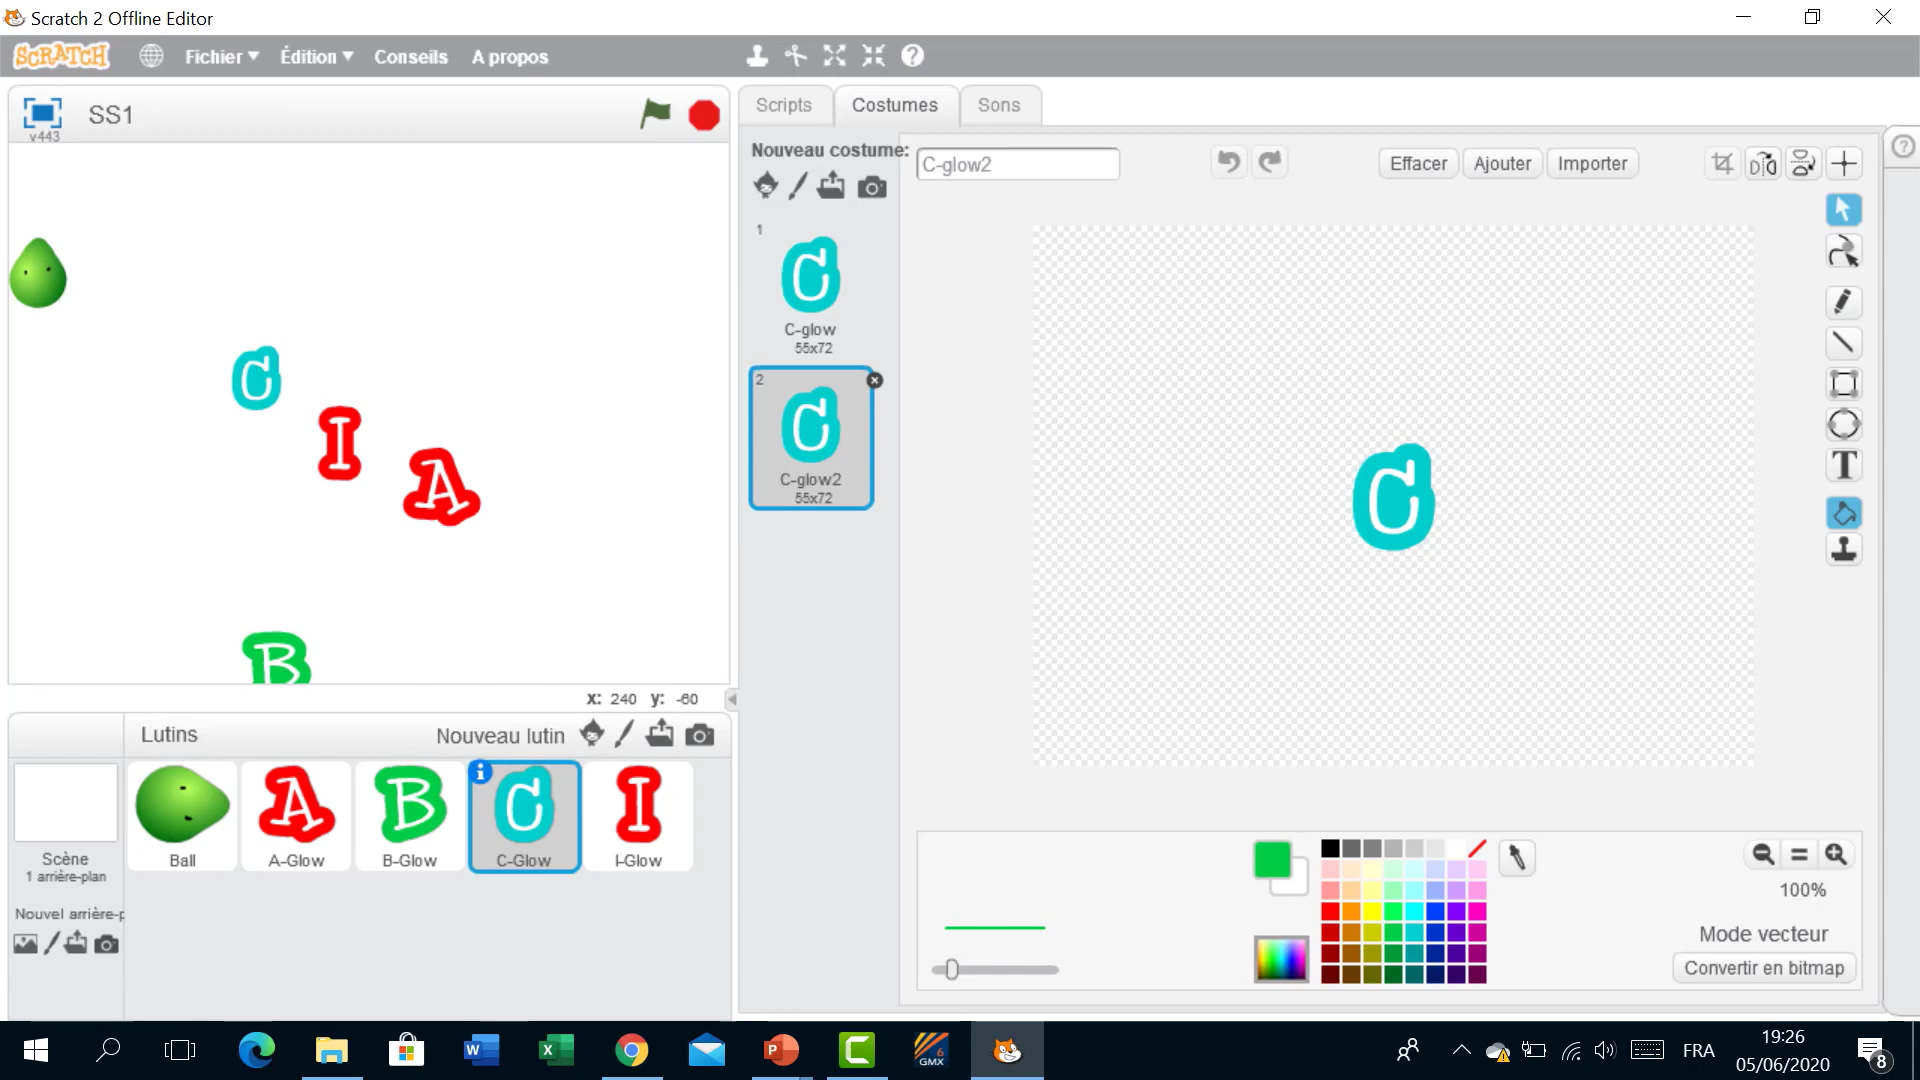 Scratch 2 Offline Editor
SCRATCH
Fichier
Édition
Conseils
A propos
v443
SS1
Scripts
Costumes
Sons
Nouveau costume:
C-glow2
Effacer
Ajouter
Importer
1
C
C-glow
55x72
2
C
C-glow2
55x72
C
I
A
B
C
T
x: 240 y: -60
Lutins
Nouveau lutin
A
B
C
I
Ball
A-Glow
B-Glow
C-Glow
I-Glow
Scène
1 arrière-plan
Nouvel arrière-p
100%
Mode vecteur
Convertir en bitmap
GMX
6
FRA
19:26
05/06/2020
8